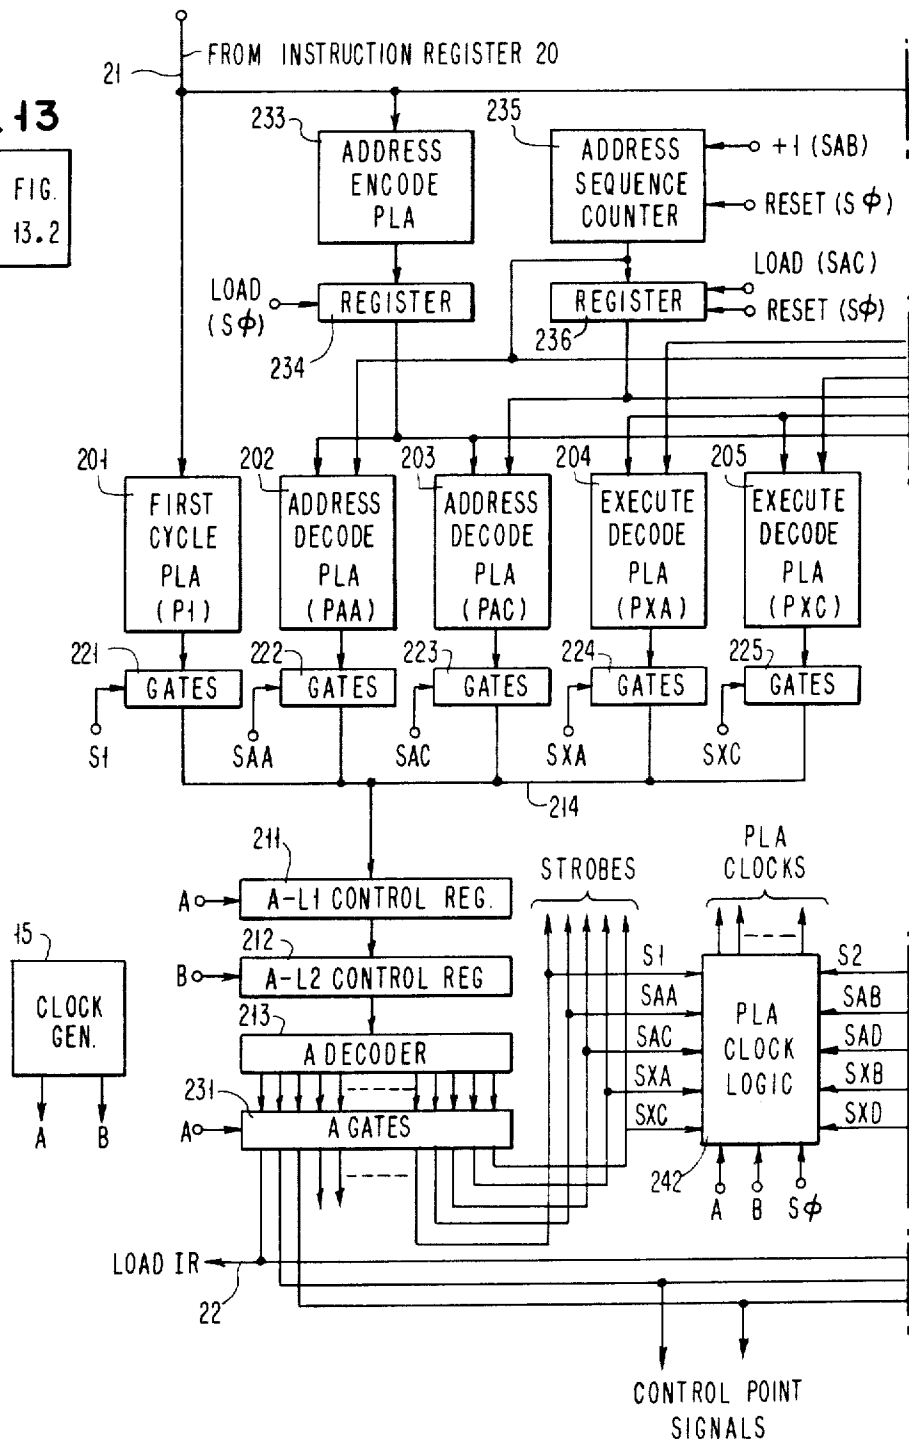 FROM INSTRUCTION REGISTER 20
21
.13
FIG.
13.2
233
ADDRESS
ENCODE
PLA
235
ADDRESS
SEQUENCE
COUNTER
+1 (SAB)
RESET (Sϕ)
LOAD
(Sϕ)
REGISTER
234
REGISTER
236
LOAD (SAC)
RESET (Sϕ)
201
FIRST
CYCLE
PLA
(P1)
202
ADDRESS
DECODE
PLA
(PAA)
203
ADDRESS
DECODE
PLA
(PAC)
204
EXECUTE
DECODE
PLA
(PXA)
205
EXECUTE
DECODE
PLA
(PXC)
221
GATES
222
GATES
223
GATES
224
GATES
225
GATES
S1
SAA
SAC
SXA
SXC
214
211
A
A-L1 CONTROL REG.
212
B
A-L2 CONTROL REG
213
A DECODER
231
A
A GATES
15
CLOCK
GEN.
A
B
STROBES
PLA
CLOCKS
S1
SAA
SAC
SXA
SXC
PLA
CLOCK
LOGIC
S2
SAB
SAD
SXB
SXD
242
A
B
Sϕ
LOAD IR
22
CONTROL POINT
SIGNALS